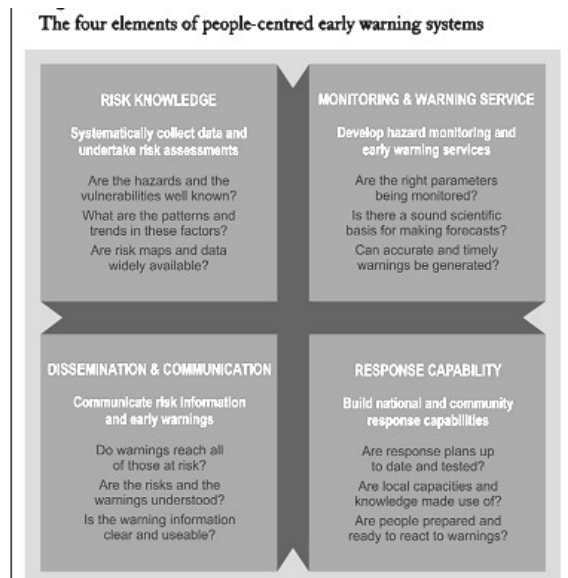 The four elements of people-centred early warning systems
RISK KNOWLEDGE
Systematically collect data and
undertake risk assessments
Are the hazards and the
vulnerabilities well known?
What are the patterns and
trends in these factors?
Are risk maps and data
widely available?
MONITORING & WARNING SERVICE
Develop hazard monitoring and
early warning services
Are the right parameters
being monitored?
Is there a sound scientific
basis for making forecasts?
Can accurate and timely
warnings be generated?
DISSEMINATION & COMMUNICATION
Communicate risk information
and early warnings
Do warnings reach all
of those at risk?
Are the risks and the
warnings understood?
Is the warning information
clear and useable?
RESPONSE CAPABILITY
Build national and community
response capabilities
Are response plans up
to date and tested?
Are local capacities and
knowledge made use of?
Are people prepared and
ready to react to warnings?